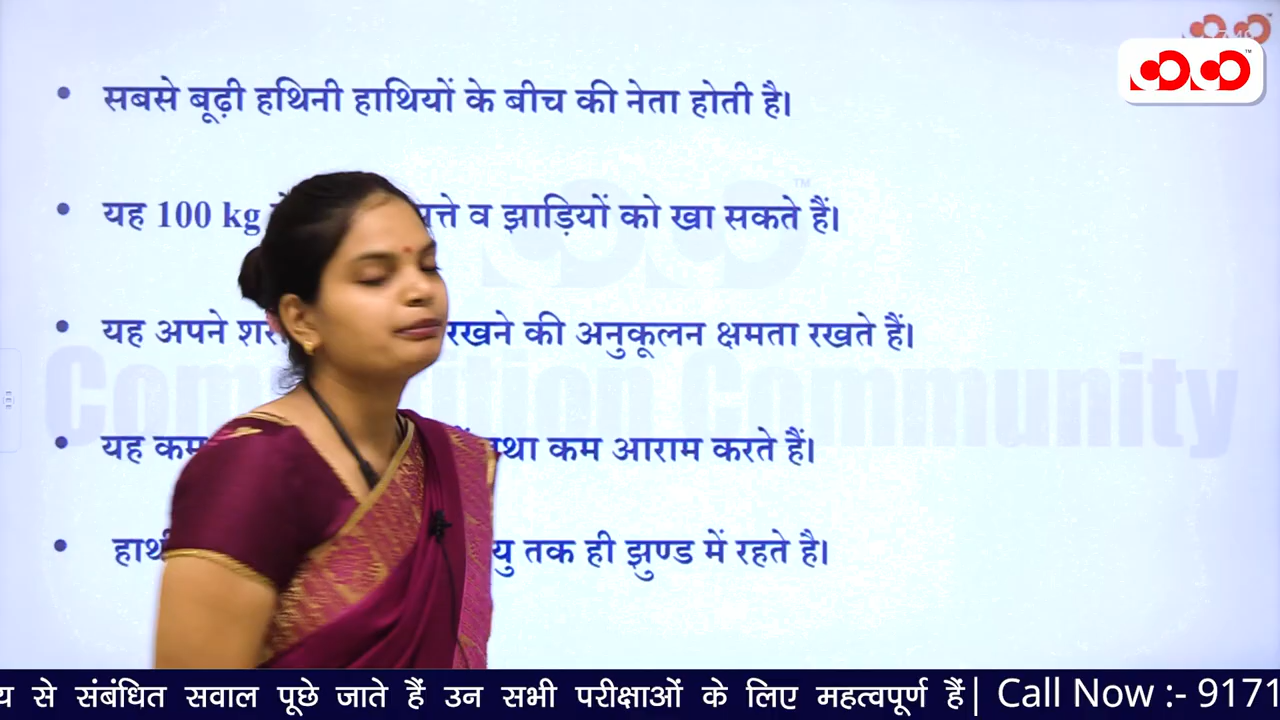 • सबसे बूढ़ी हथिनी हाथियों के बीच की नेता होती है।
• यह 100 kg व झाड़ियों को खा सकते हैं।
• यह अपने रखने की अनुकूलन क्षमता रखते हैं।
• यह कम कम आराम करते हैं।
• तक ही झुण्ड में रहते है।
Competition Community
से संबंधित सवाल पूछे जाते हैं उन सभी परीक्षाओं के लिए महत्वपूर्ण हैं| Call Now :- 9171